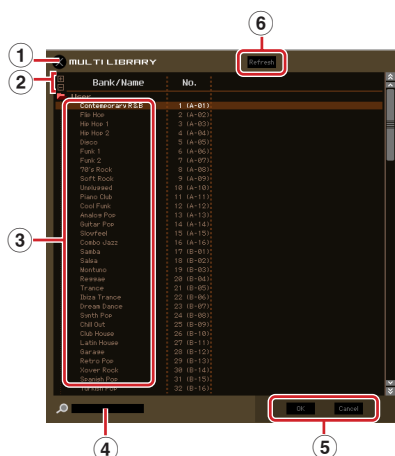 6
1
MULTI LIBRARY
Refresh
2
Bank/Name No.
User
Contemporary R&B 1 (A-01)
Flip Hop 2 (A-02)
Hip Hop 1 3 (A-03)
Hip Hop 2 4 (A-04)
Disco 5 (A-05)
Funk 1 6 (A-06)
Funk 2 7 (A-07)
70's Rock 8 (A-08)
Soft Rock 9 (A-09)
Unplugged 10 (A-10)
Piano Club 11 (A-11)
Cool Funk 12 (A-12)
Analog Pop 13 (A-13)
Guitar Pop 14 (A-14)
Slowfeel 15 (A-15)
3
Combo Jazz 16 (A-16)
Samba 17 (B-01)
Salsa 18 (B-02)
Montuno 19 (B-03)
Reggae 20 (B-04)
Trance 21 (B-05)
Ibiza Trance 22 (B-06)
Dream Dance 23 (B-07)
Synth Pop 24 (B-08)
Chill Out 25 (B-09)
Club House 26 (B-10)
Latin House 27 (B-11)
Garage 28 (B-12)
Retro Pop 29 (B-13)
Xover Rock 30 (B-14)
Spanish Pop 31 (B-15)
Turkish Pop 32 (B-16)
OK Cancel
4
5